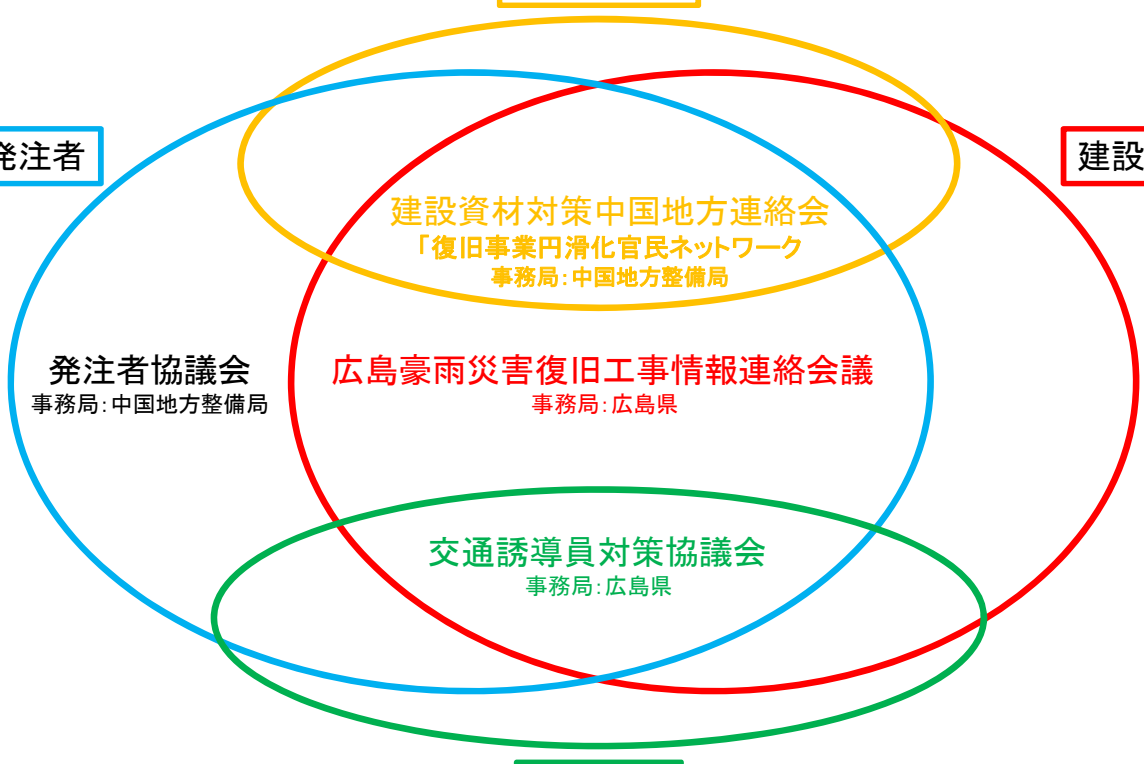 発注者
建設
建設資材対策中国地方連絡会
「復旧事業円滑化官民ネットワーク
事務局:中国地方整備局
発注者協議会
事務局:中国地方整備局
広島豪雨災害復旧工事情報連絡会議
事務局:広島県
交通誘導員対策協議会
事務局:広島県